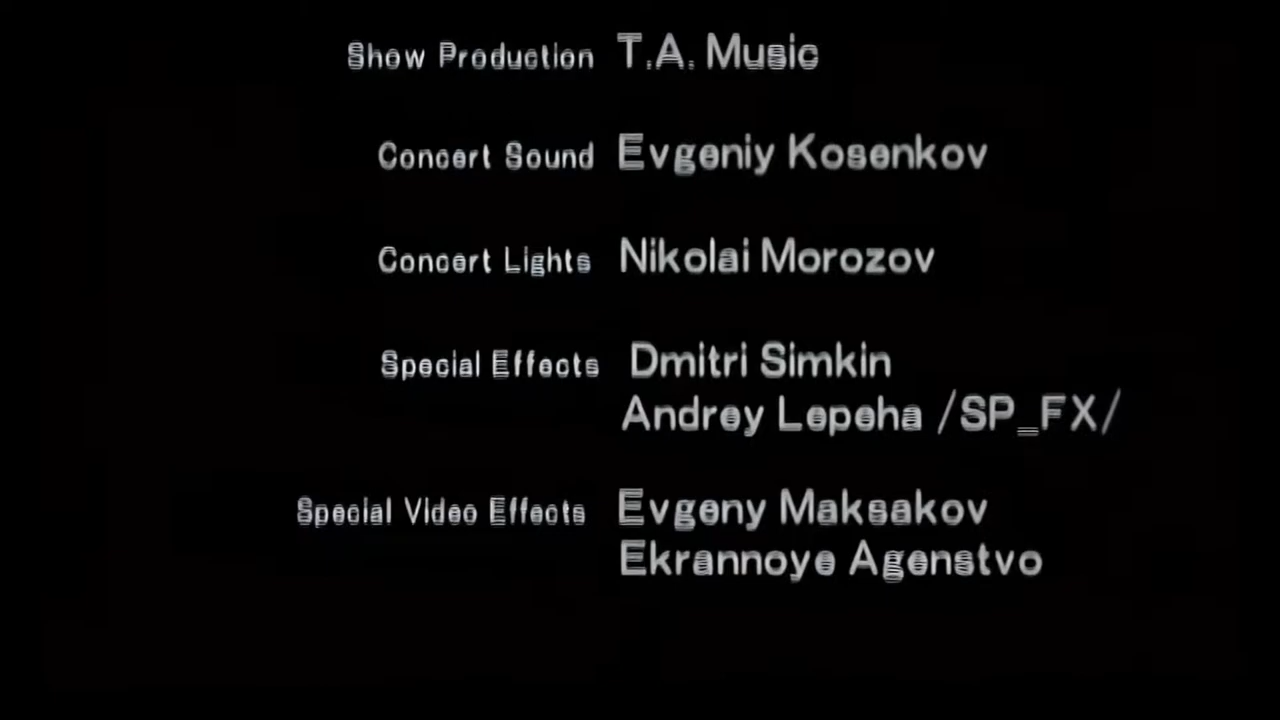 Show Production T.A. Music
Concert Sound Evgeniy Kosenkov
Concert Lights Nikolai Morozov
Special Effects Dmitri Simkin
Andrey Lepeha /SP_FX/
Special Video Effects Evgeny Maksakov
Ekrannoye Agenstvo